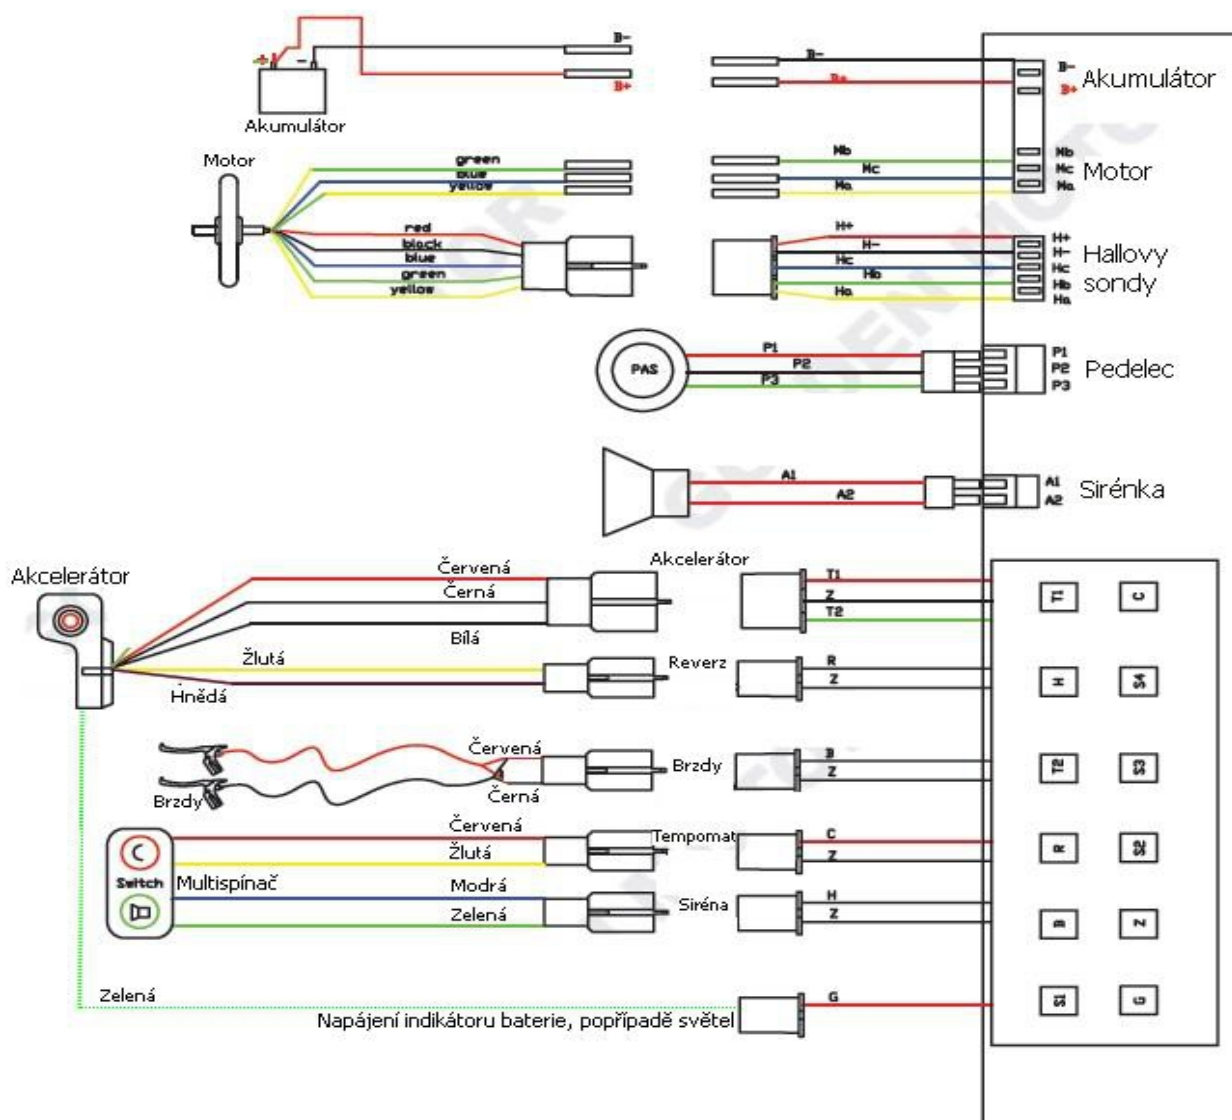 B-
+
-
B-
B+
B+
B-
B+
Akumulátor
Akumulátor
Motor
green
blue
yellow
Mb
Mc
Ma
Mb
Mc
Ma
Motor
red
black
blue
green
yellow
H+
H-
Hc
Hb
Ha
H+
H-
Hc
Hb
Ha
Hallovy
sondy
PAS
P1
P2
P3
P1
P2
P3
Pedelec
A1
A2
A1
A2
Sirénka
Akcelerátor
Červená
Černá
Bílá
Akcelerátor
T1
Z
T2
T1
C
Žlutá
Hnědá
Reverz
R
Z
H
S4
Červená
Černá
Brzdy
Brzdy
B
Z
T2
S3
Switch
Multispínač
Červená
Žlutá
Tempomat
C
Z
R
S2
Modrá
Zelená
Siréna
H
Z
B
Z
Zelená
Napájení indikátoru baterie, popřípadě světel
G
S1
G